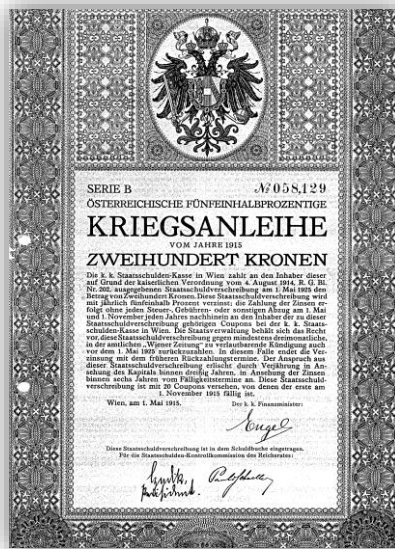 SERIE B № 058,129
ÖSTERREICHISCHE FÜNFEINHALBPROZENTIGE
KRIEGSANLEIHE
VOM JAHRE 1915
ZWEIHUNDERT KRONEN
Die k. k. Staatsschulden-Kasse in Wien zahlt an den Inhaber dieser
auf Grund der kaiserlichen Verordnung vom 4. August 1914, R. G. Bl.
Nr. 202, ausgegebenen Staatsschuldverschreibung am 1. Mai 1925 den
Betrag von Zweihundert Kronen. Diese Staatsschuldverschreibung wird
mit jährlich Fünfeinhalb Prozent verzinst; die Zahlung der Zinsen er-
folgt ohne jeden Steuer-, Gebühren- oder sonstigen Abzug am 1. Mai
und 1. November jeden Jahres nachhinein an den Inhaber der zu dieser
Staatsschuldverschreibung gehörigen Coupons bei der k. k. Staats-
schulden-Kasse in Wien. Die Staatsverwaltung behält sich das Recht
vor, diese Staatsschuldverschreibung gegen mindestens dreimonatliche,
in der amtlichen „Wiener Zeitung" zu verlautbarende Kündigung auch
vor dem 1. Mai 1925 zurückzuzahlen. In diesem Falle endet die Ver-
zinsung mit dem früheren Rückzahlungstermine. Der Anspruch aus
dieser Staatsschuldverschreibung erlischt durch Verjährung in An-
sehung des Kapitals binnen dreißig Jahren, in Ansehung der Zinsen
binnen sechs Jahren vom Fälligkeitstermine an. Diese Staatsschuld-
verschreibung ist mit 20 Coupons versehen, von denen der erste am
1. November 1915 fällig ist.
Wien, am 1. Mai 1915. Der k. k. Finanzminister:
Engel
Diese Staatsschuldverschreibung ist in dem Schuldbuche eingetragen.
Für die Staatsschulden-Kontrollkommission des Reichsrates:
Präsident.